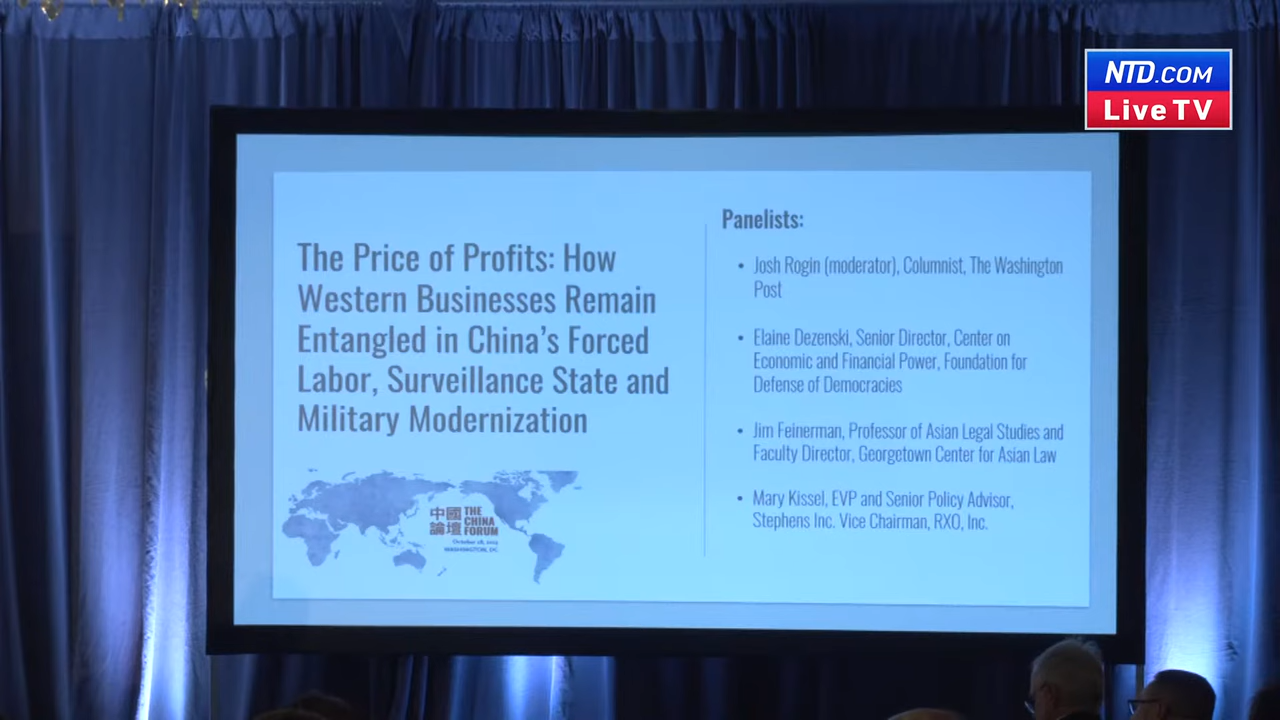 NTD.COM
Live TV
The Price of Profits: How
Western Businesses Remain
Entangled in China's Forced
Labor, Surveillance State and
Military Modernization
中國
論壇
THE
CHINA
FORUM
WASHINGTON, DC
Panelists:
• Josh Rogin (moderator), Columnist, The Washington
Post
• Elaine Dezenski, Senior Director, Center on
Economic and Financial Power, Foundation for
Defense of Democracies
• Jim Feinerman, Professor of Asian Legal Studies and
Faculty Director, Georgetown Center for Asian Law
• Mary Kissel, EVP and Senior Policy Advisor,
Stephens Inc. Vice Chairman, RXO, Inc.